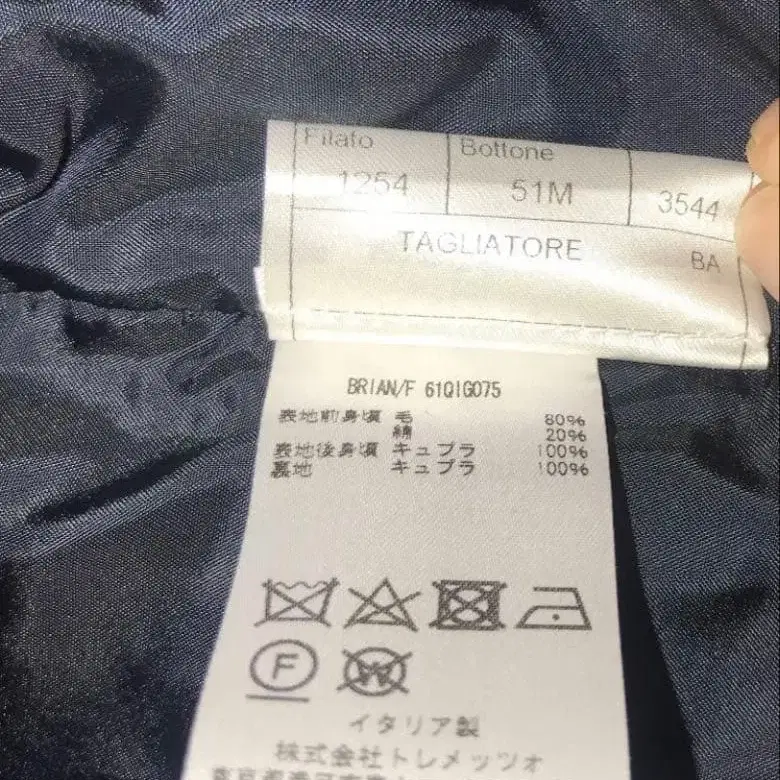 Filato Bottone
1254 51M 3544
TAGLIATORE BA
BRIAN/F 61QIG075
表地前身頃 毛 80%
綿 20%
表地後身頃 キュプラ 100%
裏地 キュプラ 100%
F W
イタリア製
株式会社トレメッツォ